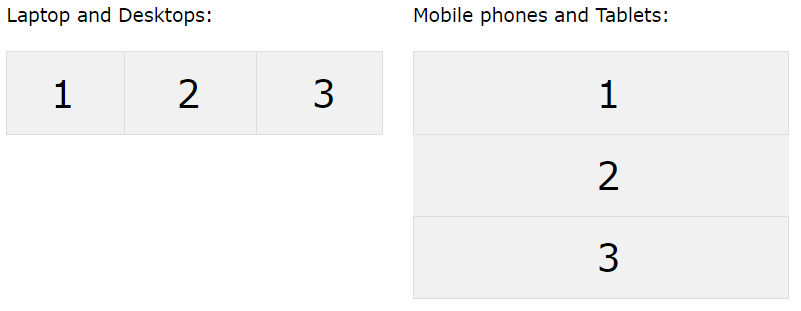 Laptop and Desktops:
1 2 3
Mobile phones and Tablets:
1
2
3